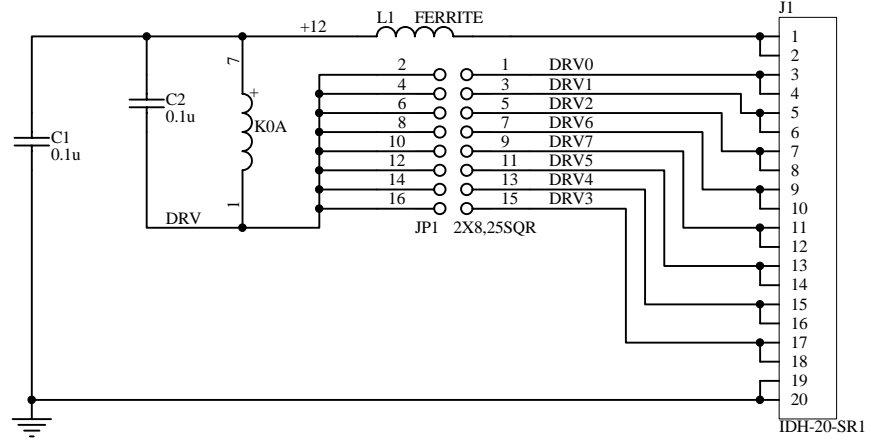 J1
L1 FERRITE
+12
1
2
2 1 DRV0 3
4 3 DRV1 4
6 5 DRV2 5
8 7 DRV6 6
10 9 DRV7 7
12 11 DRV5 8
14 13 DRV4 9
16 15 DRV3 10
JP1 2X8,25SQR
11
12
13
14
15
16
17
18
19
20
IDH-20-SR1
7
+
K0A
1
C2
0.1u
C1
0.1u
DRV